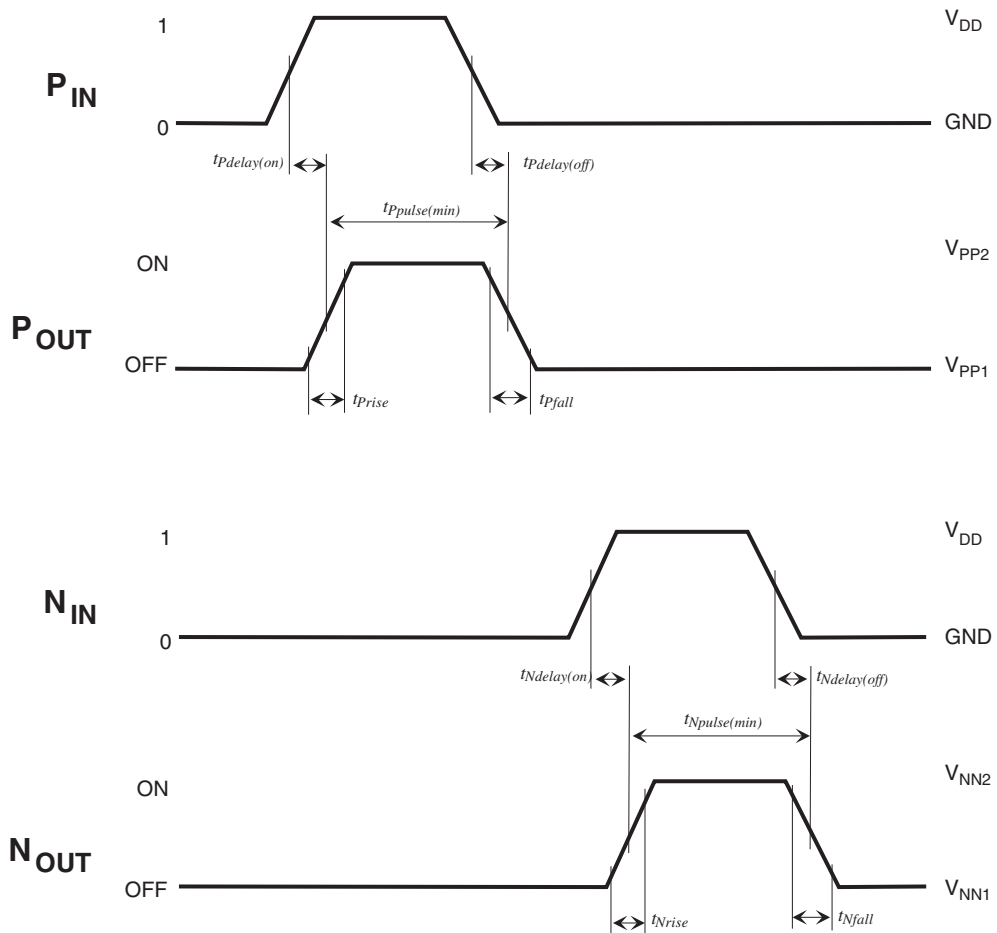 1
V_DD
P_IN
0
GND
t_Pdelay(on)
t_Pdelay(off)
t_Ppulse(min)
ON
V_PP2
P_OUT
OFF
V_PP1
t_Prise
t_Pfall
1
V_DD
N_IN
0
GND
t_Ndelay(on)
t_Ndelay(off)
t_Npulse(min)
ON
V_NN2
N_OUT
OFF
V_NN1
t_Nrise
t_Nfall